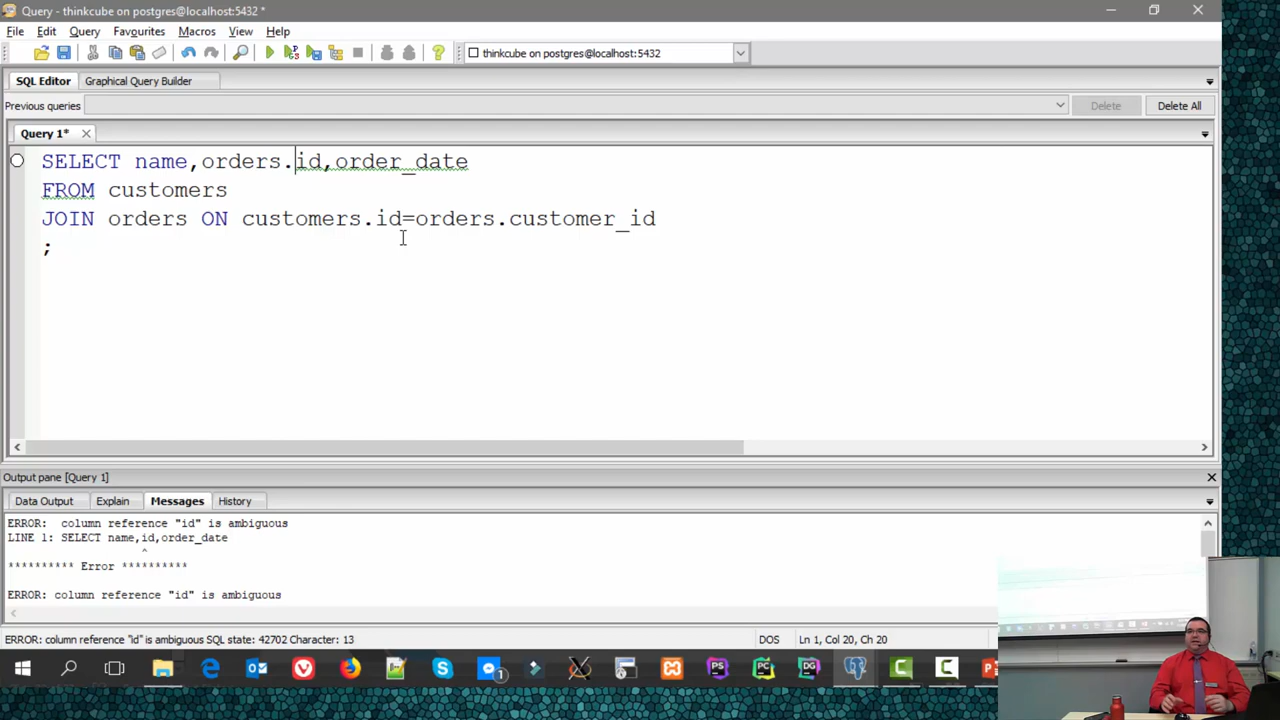 Query - thinkcube on postgres@localhost:5432 *
File Edit Query Favourites Macros View Help
thinkcube on postgres@localhost:5432
SQL Editor Graphical Query Builder
Previous queries Delete Delete All
Query 1*
SELECT name,orders.id,order_date
FROM customers
JOIN orders ON customers.id=orders.customer_id
;
Output pane [Query 1]
Data Output Explain Messages History
ERROR: column reference "id" is ambiguous
LINE 1: SELECT name,id,order_date
^
********** Error **********
ERROR: column reference "id" is ambiguous
ERROR: column reference "id" is ambiguous SQL state: 42702 Character: 13 DOS Ln 1, Col 20, Ch 20